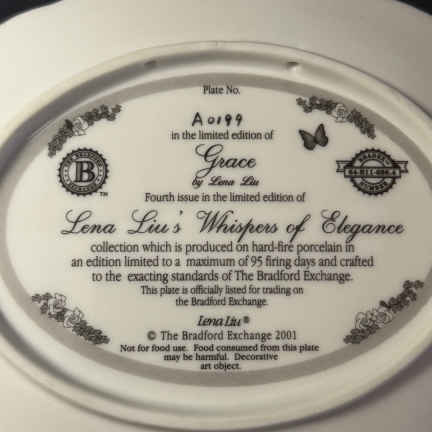 Plate No.
A0199
in the limited edition of
Grace
by Lena Liu
Fourth issue in the limited edition of
Lena Liu's Whispers of Elegance
collection which is produced on hard-fire porcelain in
an edition limited to a maximum of 95 firing days and crafted
to the exacting standards of The Bradford Exchange.
This plate is officially listed for trading on
the Bradford Exchange.
Lena Liu ®
© The Bradford Exchange 2001
Not for food use. Food consumed from this plate
may be harmful. Decorative
art object.
B
TM
BRADEX
NUMBER